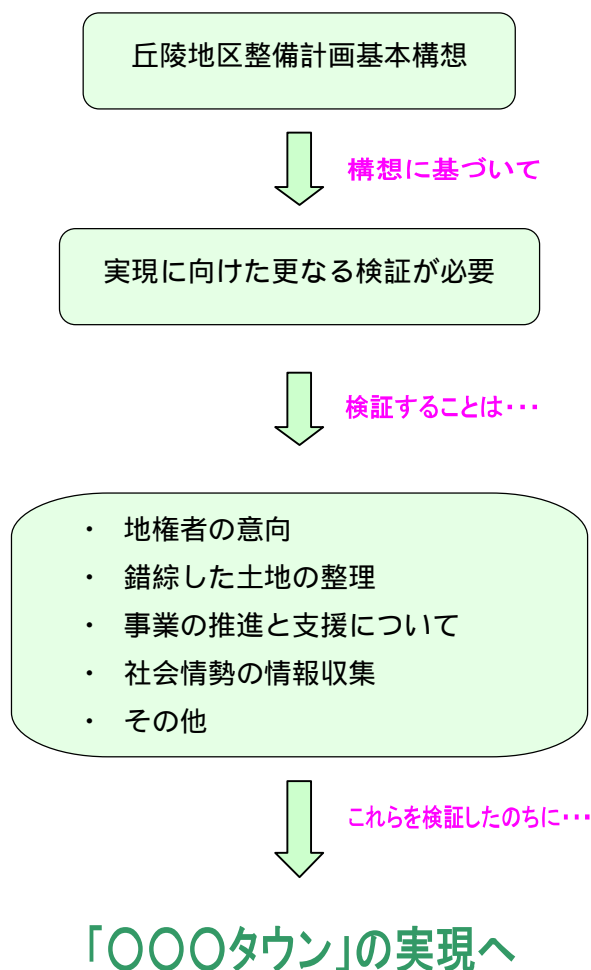 丘陵地区整備計画基本構想
構想に基づいて
実現に向けた更なる検証が必要
検証することは・・・
・ 地権者の意向
・ 錯綜した土地の整理
・ 事業の推進と支援について
・ 社会情勢の情報収集
・ その他
これらを検証したのちに・・・
「〇〇〇タウン」の実現へ